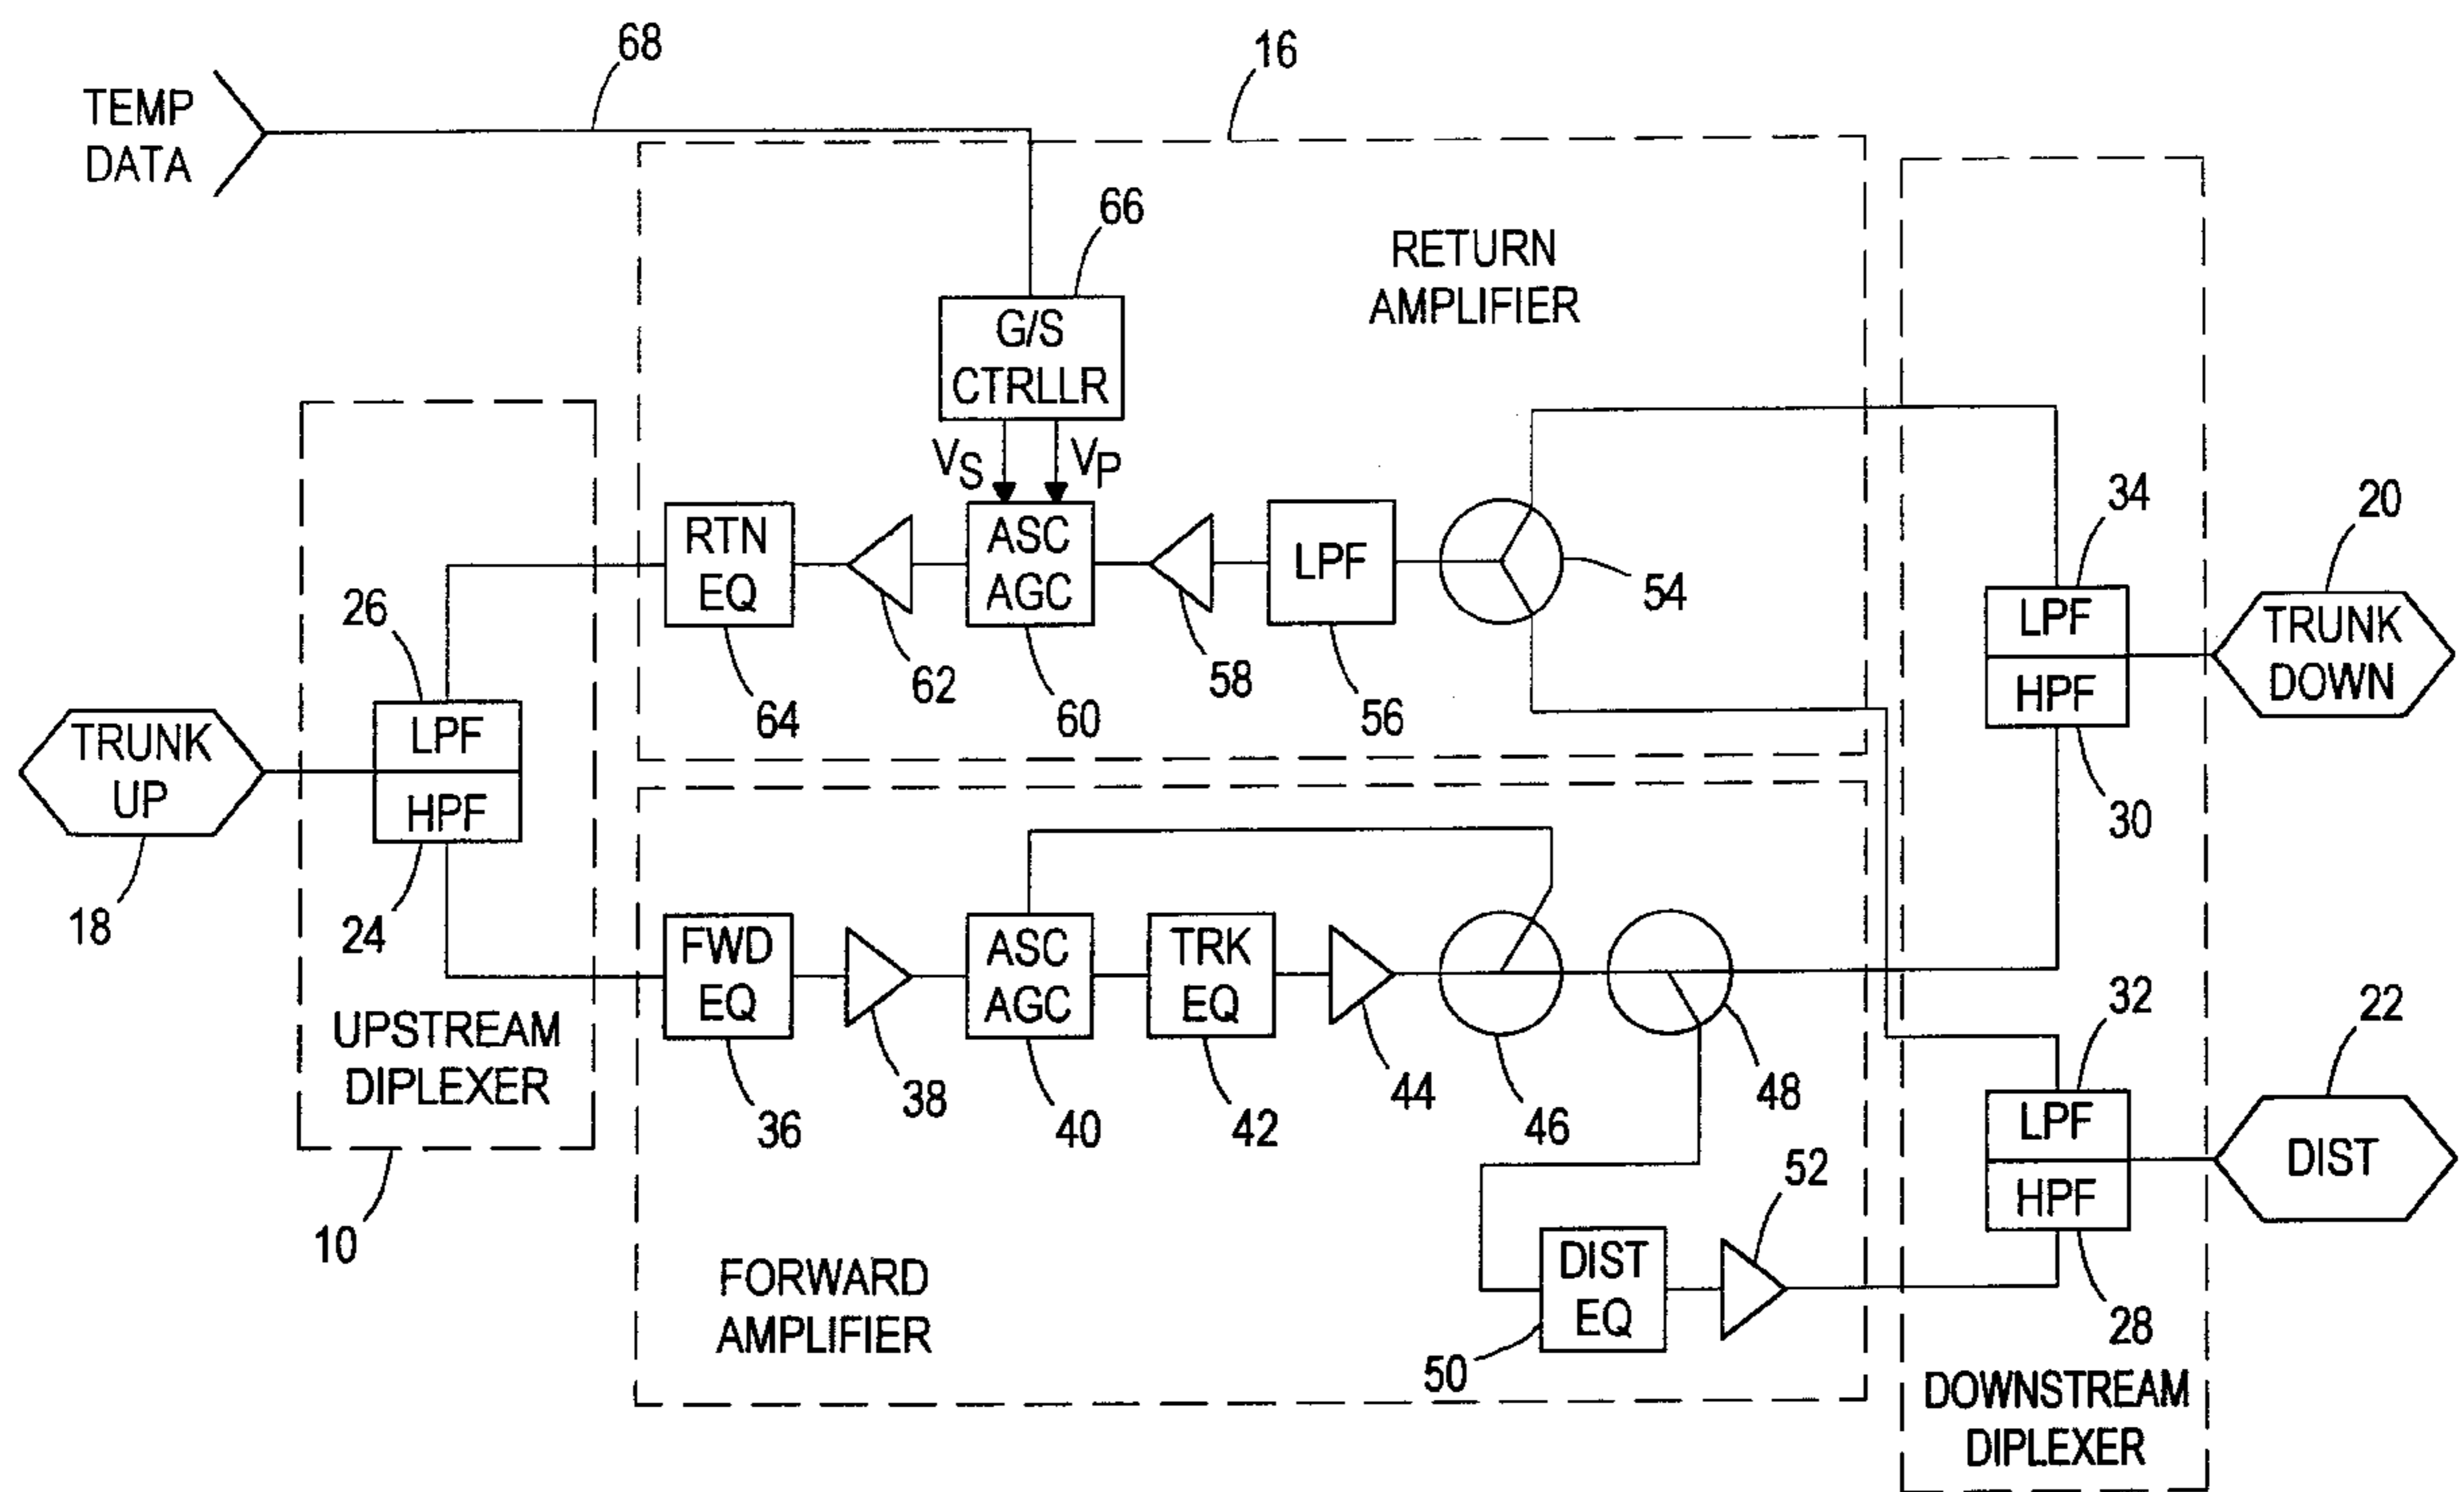 68
16
TEMP
DATA
66
RETURN
AMPLIFIER
G/S
CTRLLR
VS
VP
34
20
RTN
EQ
ASC
AGC
LPF
54
26
LPF
HPF
TRUNK
DOWN
64
62
60
58
56
30
TRUNK
UP
LPF
HPF
18
24
FWD
EQ
ASC
AGC
TRK
EQ
32
22
UPSTREAM
DIPLEXER
36
38
40
42
44
46
48
LPF
HPF
DIST
10
52
FORWARD
AMPLIFIER
DIST
EQ
50
28
DOWNSTREAM
DIPLEXER